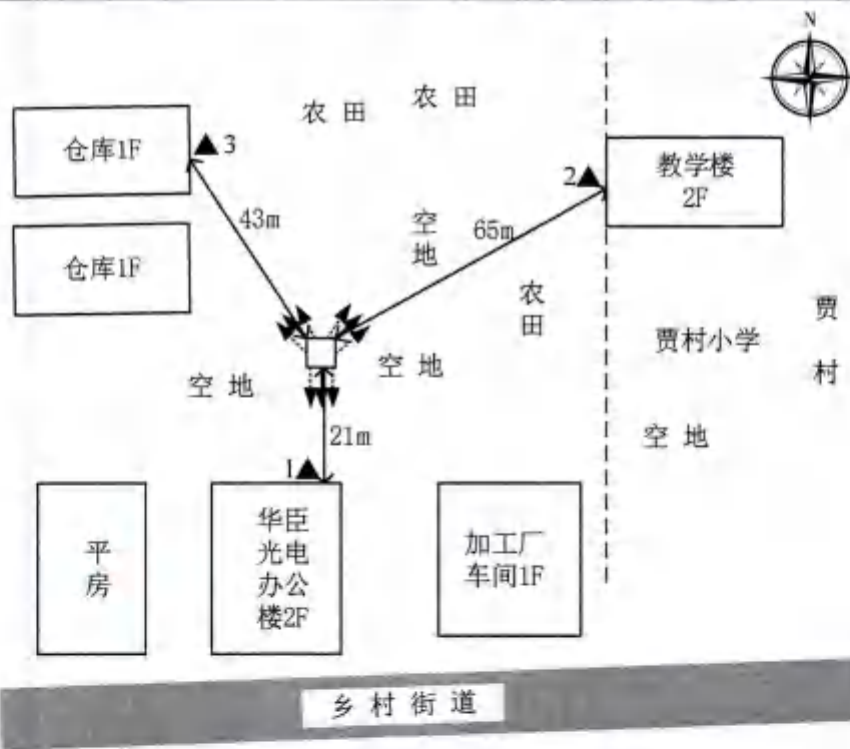 N
农 田
农 田
仓库1F
3
2
教学楼
2F
43m
空地
65m
仓库1F
农田
贾村
贾村小学
空 地
空 地
空 地
21m
1
平房
华臣
光电
办公
楼2F
加工厂
车间1F
乡 村 街 道